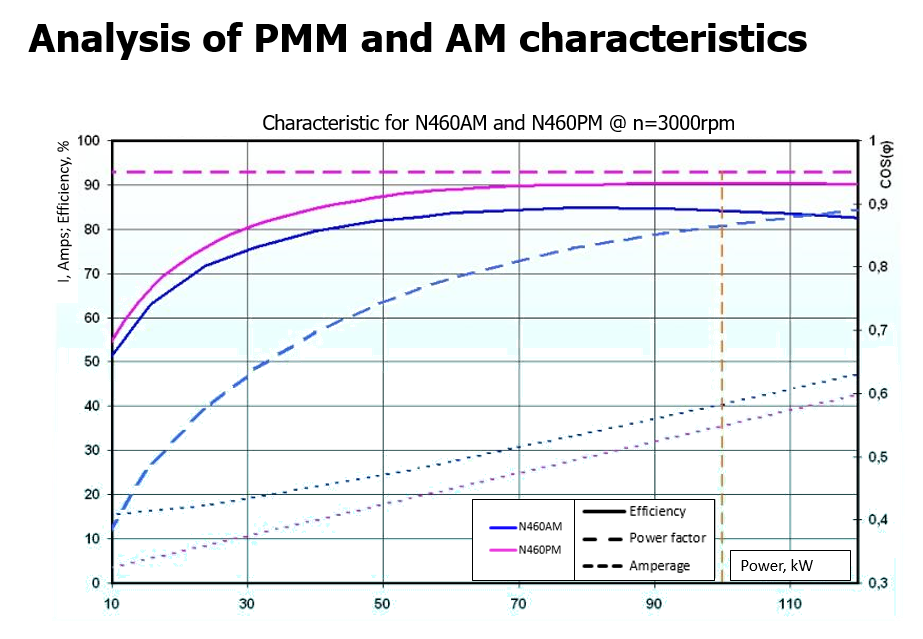 Analysis of PMM and AM characteristics
Characteristic for N460AM and N460PM @ n=3000rpm
I, Amps; Efficiency, %
100
90
80
70
60
50
40
30
20
10
0
COS(φ)
1
0,9
0,8
0,7
0,6
0,5
0,4
0,3
N460AM
N460PM
Efficiency
Power factor
Amperage
Power, kW
10
30
50
70
90
110